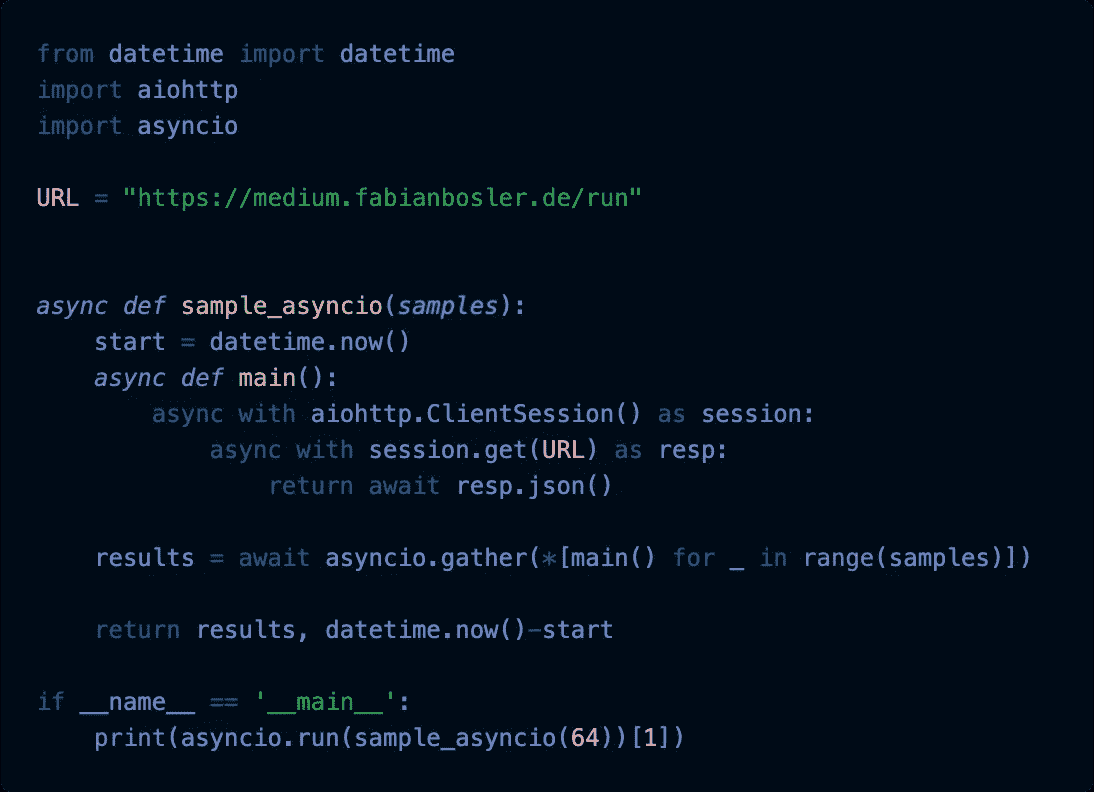 from datetime import datetime
import aiohttp
import asyncio

URL = "https://medium.fabianbosler.de/run"


async def sample_asyncio(samples):
    start = datetime.now()
    async def main():
        async with aiohttp.ClientSession() as session:
            async with session.get(URL) as resp:
                return await resp.json()

    results = await asyncio.gather(*[main() for _ in range(samples)])

    return results, datetime.now()-start

if __name__ == '__main__':
    print(asyncio.run(sample_asyncio(64))[1])